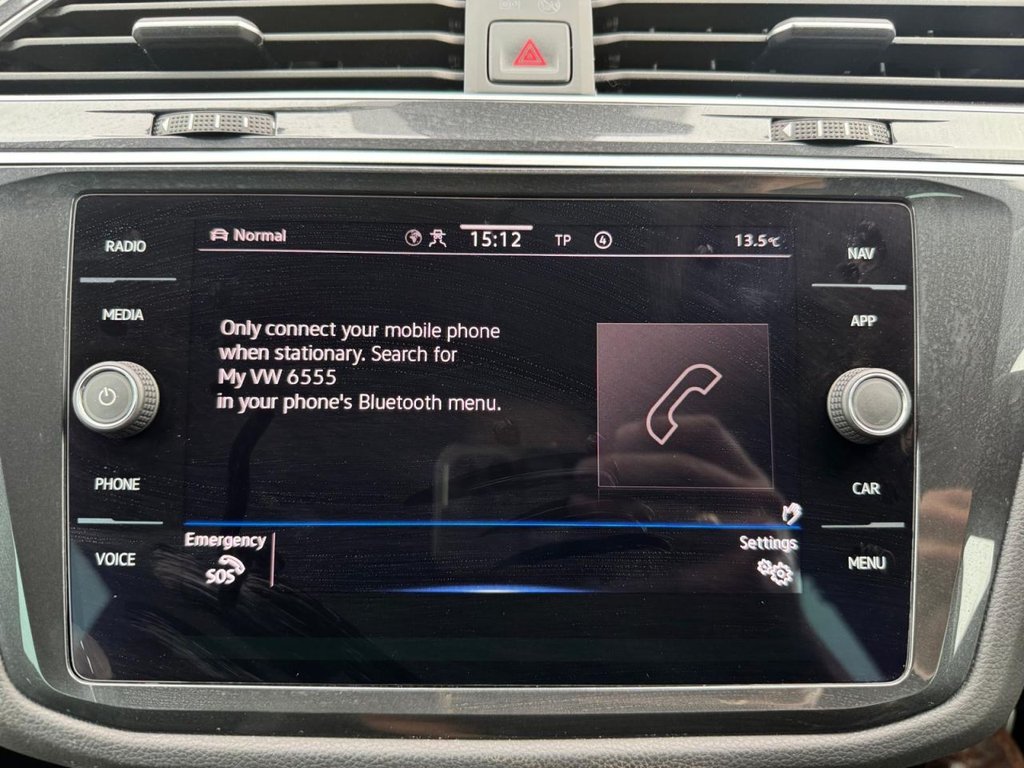 Normal
15:12
TP
4
13.5°C
RADIO
MEDIA
PHONE
VOICE
Only connect your mobile phone
when stationary. Search for
My VW 6555
in your phone's Bluetooth menu.
NAV
APP
CAR
MENU
Emergency
SOS
Settings